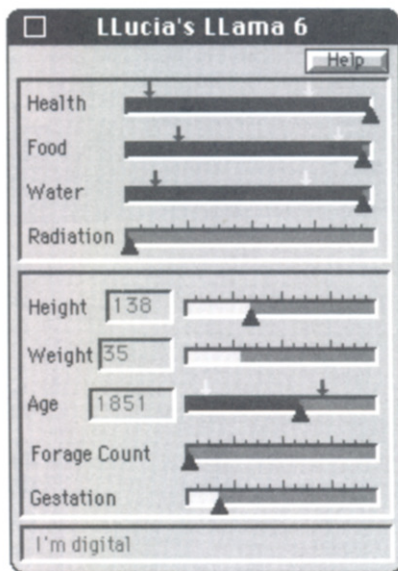 LLucia's LLama 6
Help
Health
Food
Water
Radiation
Height 138
Weight 35
Age 1851
Forage Count
Gestation
I'm digital